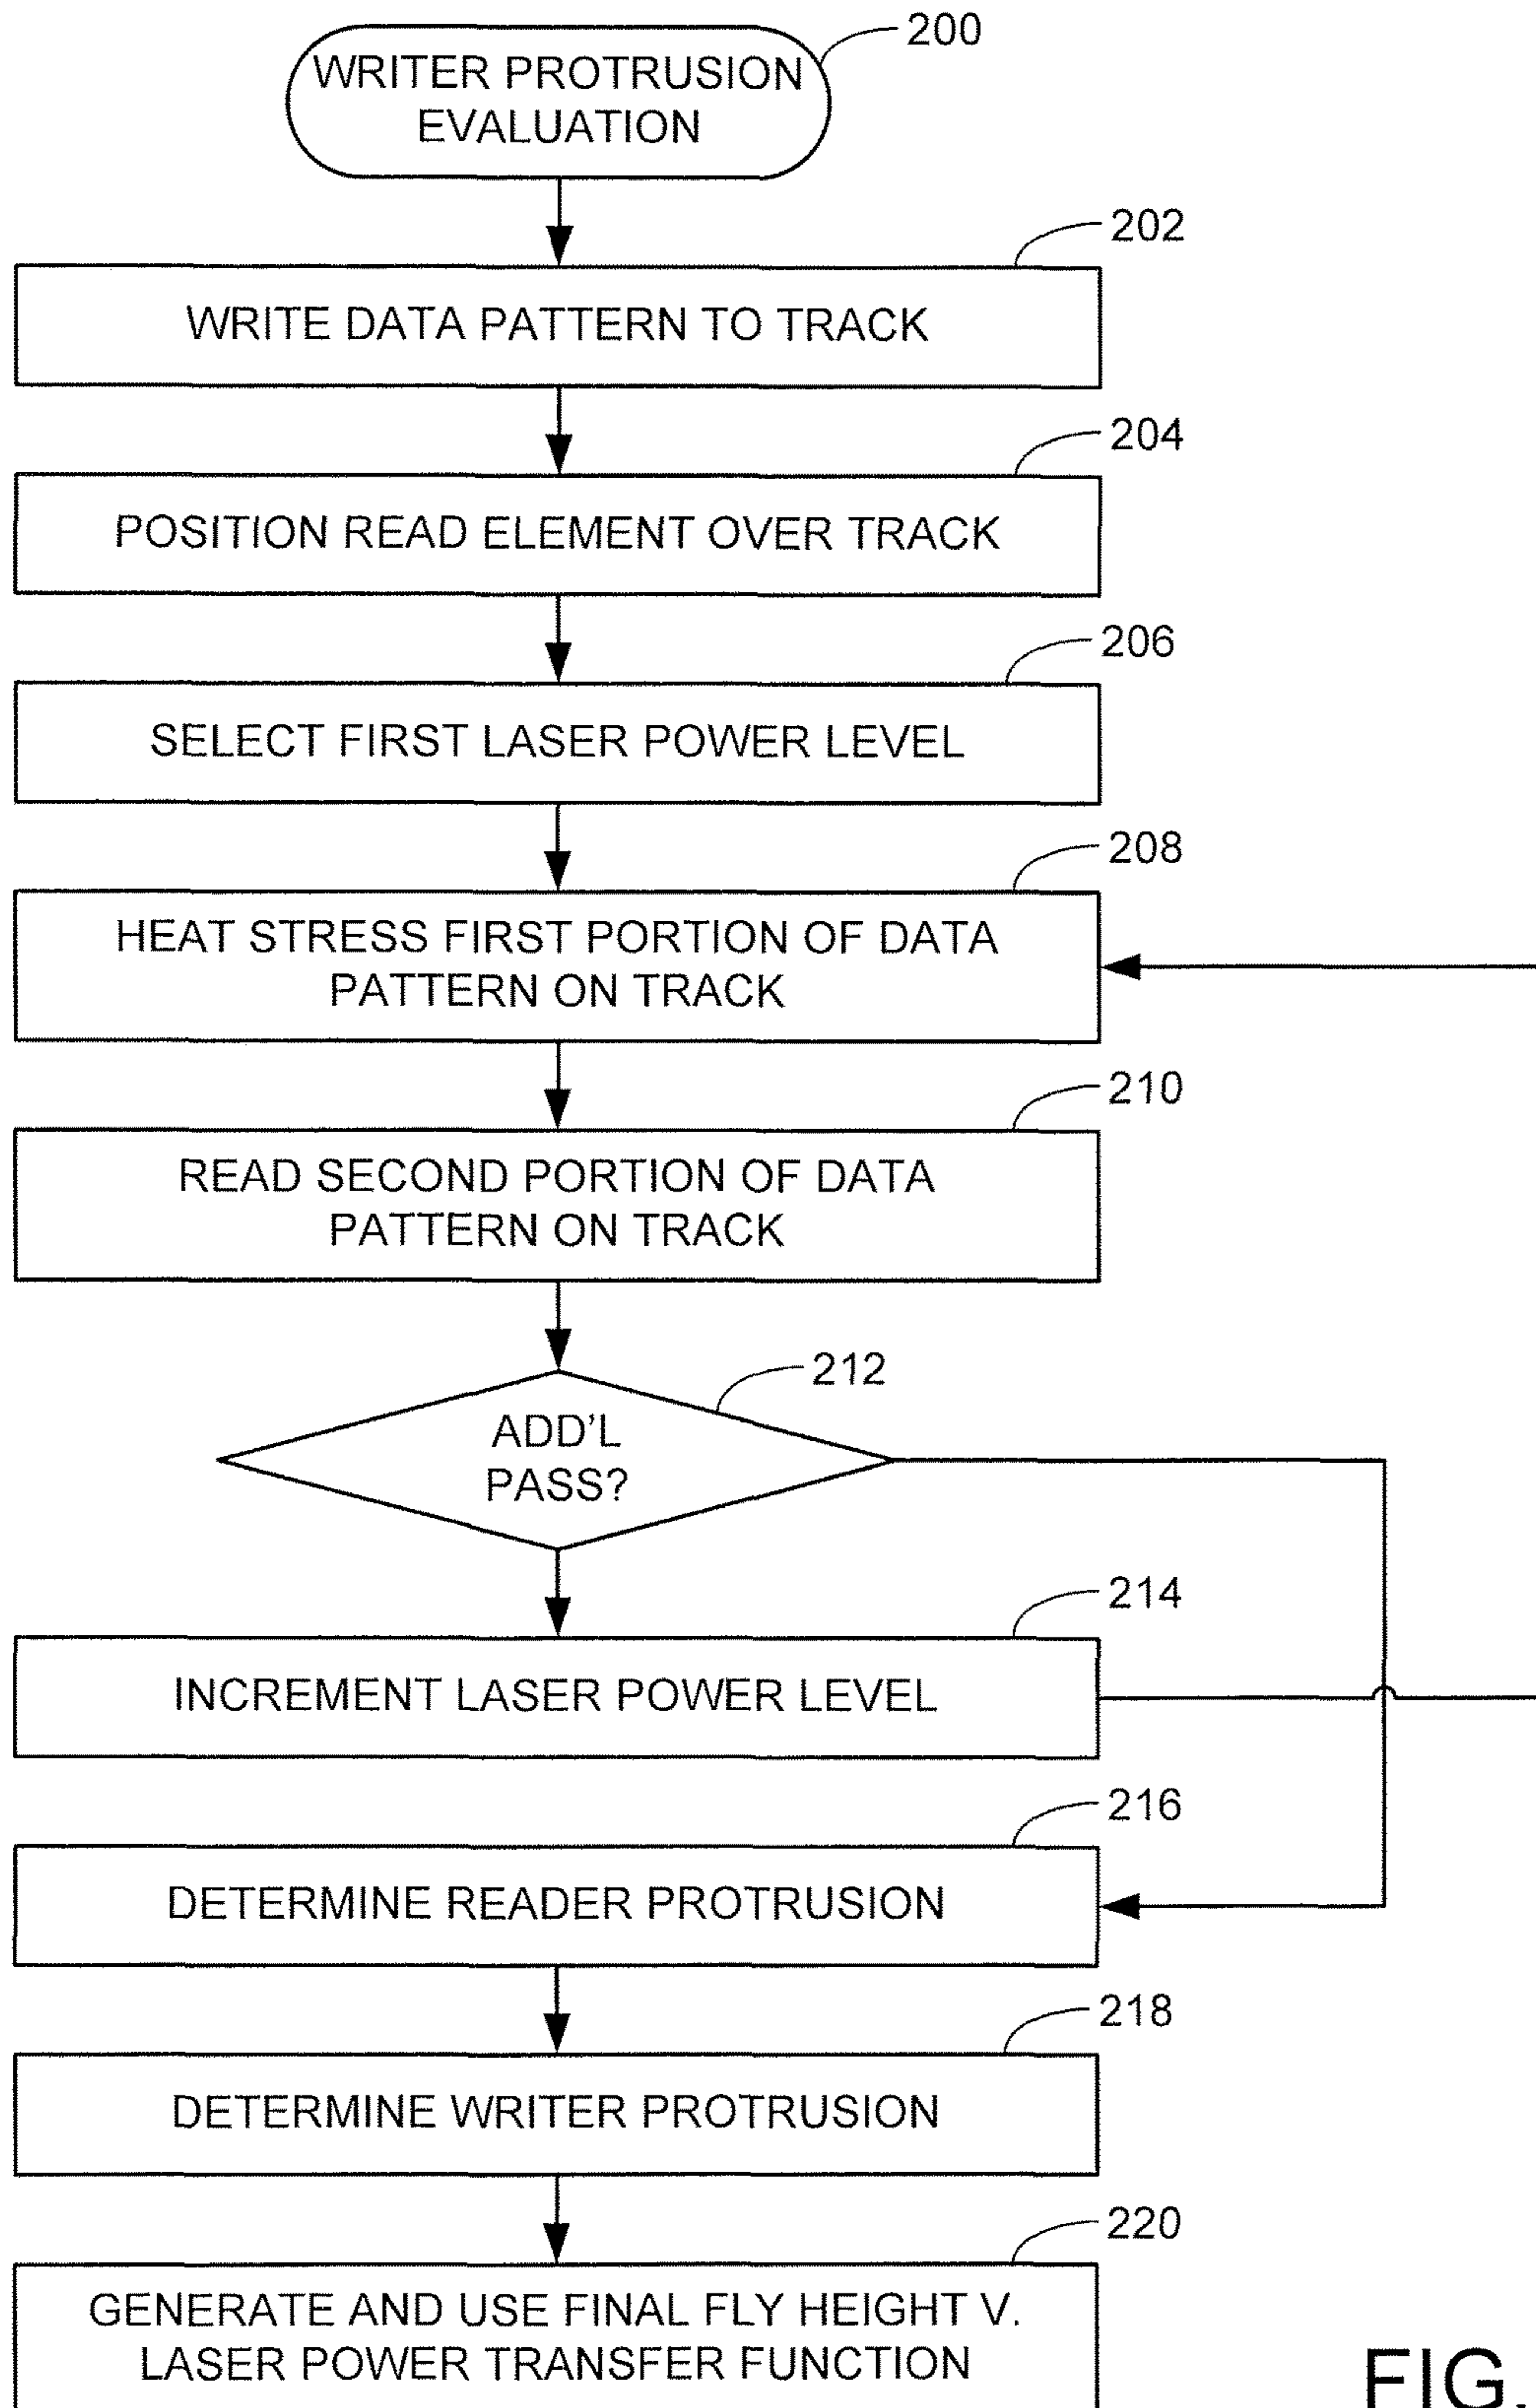 200
WRITER PROTRUSION
EVALUATION
202
WRITE DATA PATTERN TO TRACK
204
POSITION READ ELEMENT OVER TRACK
206
SELECT FIRST LASER POWER LEVEL
208
HEAT STRESS FIRST PORTION OF DATA
PATTERN ON TRACK
210
READ SECOND PORTION OF DATA
PATTERN ON TRACK
212
ADD'L
PASS?
214
INCREMENT LASER POWER LEVEL
216
DETERMINE READER PROTRUSION
218
DETERMINE WRITER PROTRUSION
220
GENERATE AND USE FINAL FLY HEIGHT V.
LASER POWER TRANSFER FUNCTION
FIG.